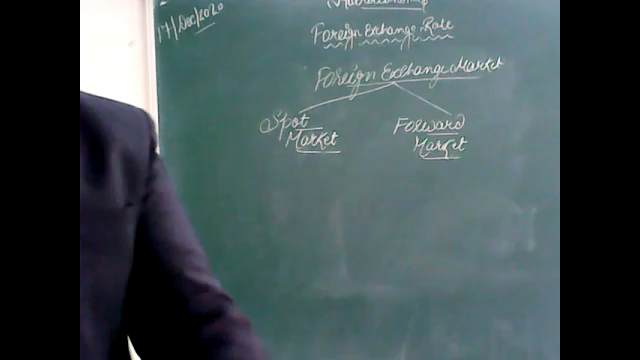 17/Dec/2020
Foreign Exchange Rate
Foreign Exchange Market
Spot Forward
Market Market